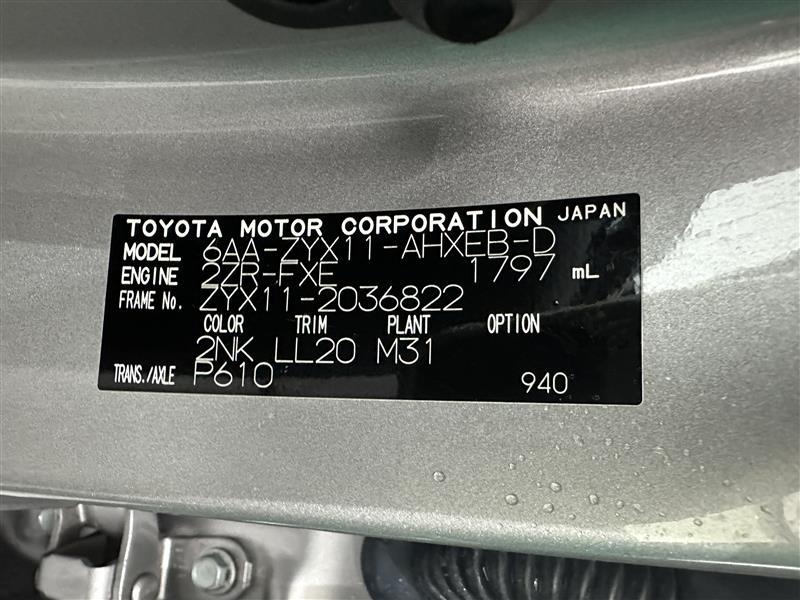 TOYOTA MOTOR CORPORATION JAPAN
MODEL 6AA-ZYX11-AHXEB-D
ENGINE 2ZR-FXE 1797 mL
FRAME No. ZYX11-2036822
COLOR TRIM PLANT OPTION
2NK LL20 M31
TRANS./AXLE P610 940